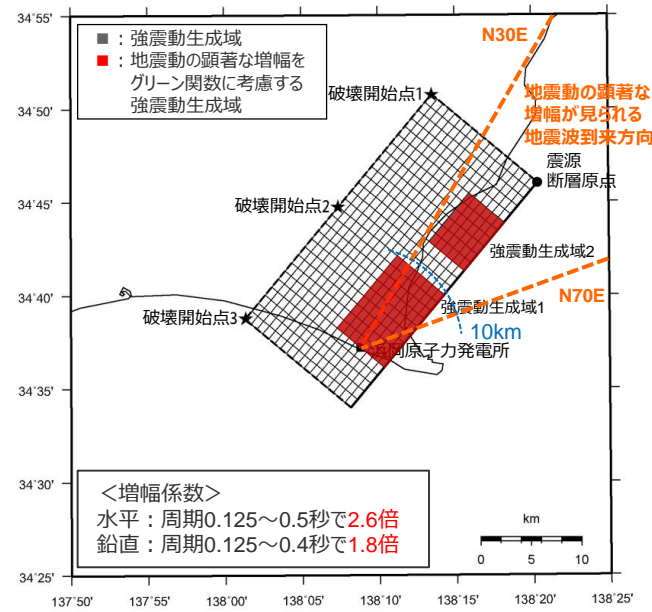 34˚55'
34˚50'
34˚45'
34˚40'
34˚35'
34˚30'
34˚25'
■：強震動生成域
■：地震動の顕著な増幅を
グリーン関数に考慮する
強震動生成域
N30E
破壊開始点1
地震動の顕著な
増幅が見られる
地震波到来方向
震源
断層原点
破壊開始点2
強震動生成域2
N70E
破壊開始点3
強震動生成域1
10km
浜岡原子力発電所
＜増幅係数＞
水平：周期0.125～0.5秒で2.6倍
鉛直：周期0.125～0.4秒で1.8倍
km
0 5 10
137˚50' 137˚55' 138˚00' 138˚05' 138˚10' 138˚15' 138˚20' 138˚25'